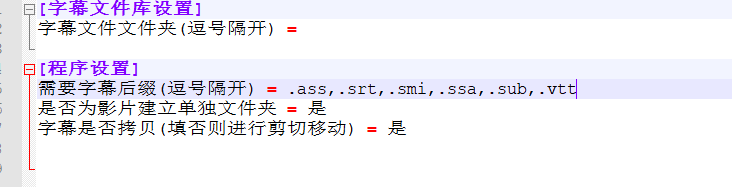 [字幕文件库设置]
字幕文件文件夹(逗号隔开) =
[程序设置]
需要字幕后缀(逗号隔开) = .ass,.srt,.smi,.ssa,.sub,.vtt
是否为影片建立单独文件夹 = 是
字幕是否拷贝(填否则进行剪切移动) = 是